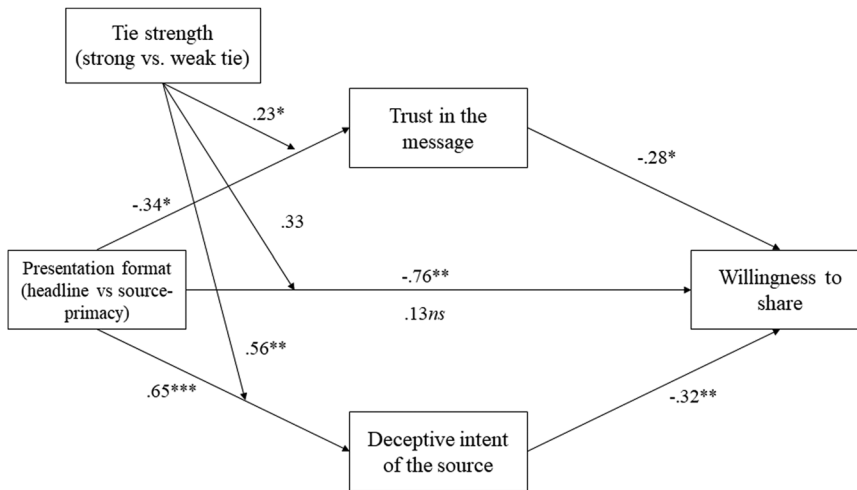 Tie strength
(strong vs. weak tie)
.23*
Trust in the
message
-.34*
-.28*
.33
Presentation format
(headline vs source-
primacy)
-.76**
.13ns
Willingness to
share
.56**
.65***
-.32**
Deceptive intent
of the source